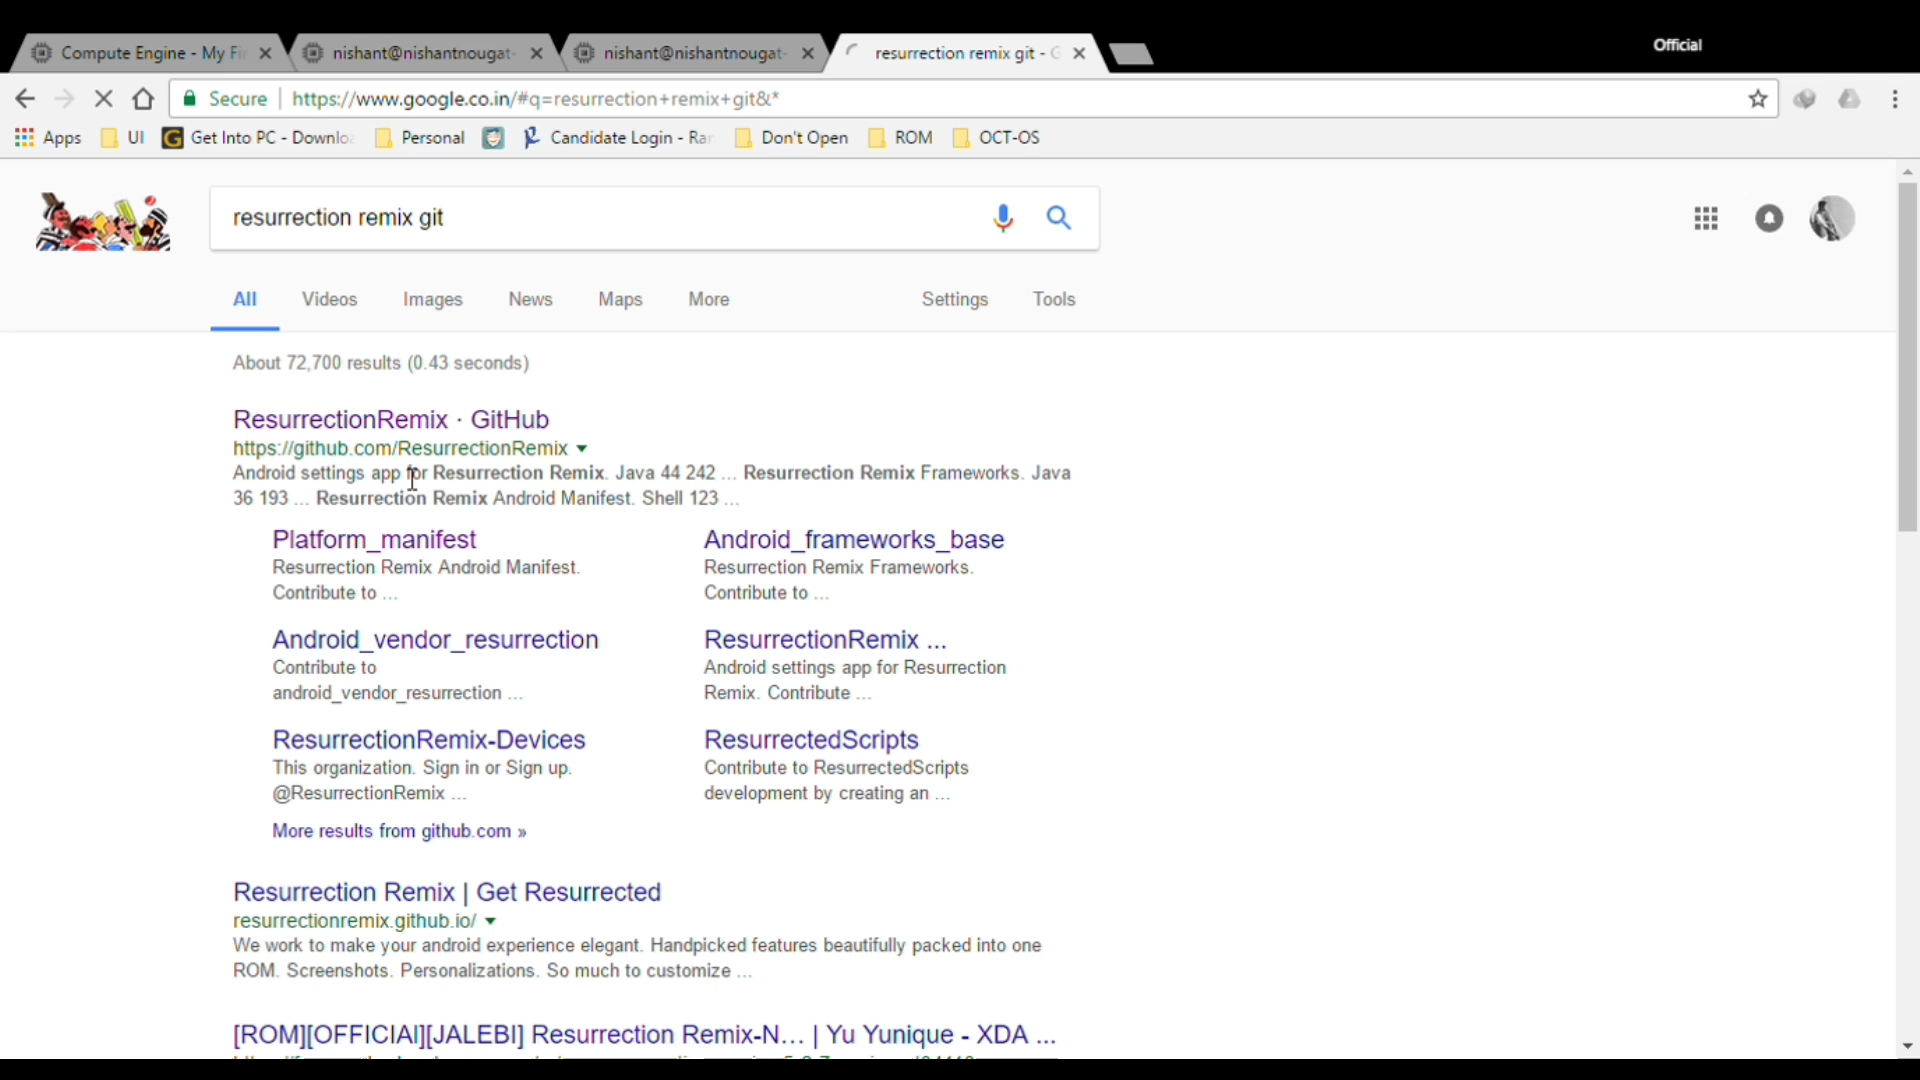 Official
Compute Engine - My Fi
nishant@nishantnougat-
nishant@nishantnougat-
resurrection remix git - G
Secure | https://www.google.co.in/#q=resurrection+remix+git&*
Apps UI Get Into PC - Downlo Personal Candidate Login - Ra Don't Open ROM OCT-OS
resurrection remix git
All Videos Images News Maps More Settings Tools
About 72,700 results (0.43 seconds)
ResurrectionRemix · GitHub
https://github.com/ResurrectionRemix
Android settings app for Resurrection Remix. Java 44 242 ... Resurrection Remix Frameworks. Java
36 193 ... Resurrection Remix Android Manifest. Shell 123 ...
Platform_manifest
Resurrection Remix Android Manifest.
Contribute to ...
Android_frameworks_base
Resurrection Remix Frameworks.
Contribute to ...
Android_vendor_resurrection
Contribute to
android_vendor_resurrection ...
ResurrectionRemix ...
Android settings app for Resurrection
Remix. Contribute ...
ResurrectionRemix-Devices
This organization. Sign in or Sign up.
@ResurrectionRemix ...
ResurrectedScripts
Contribute to ResurrectedScripts
development by creating an ...
More results from github.com »
Resurrection Remix | Get Resurrected
resurrectionremix.github.io/
We work to make your android experience elegant. Handpicked features beautifully packed into one
ROM. Screenshots. Personalizations. So much to customize ...
[ROM][OFFICIAl][JALEBI] Resurrection Remix-N... | Yu Yunique - XDA ...